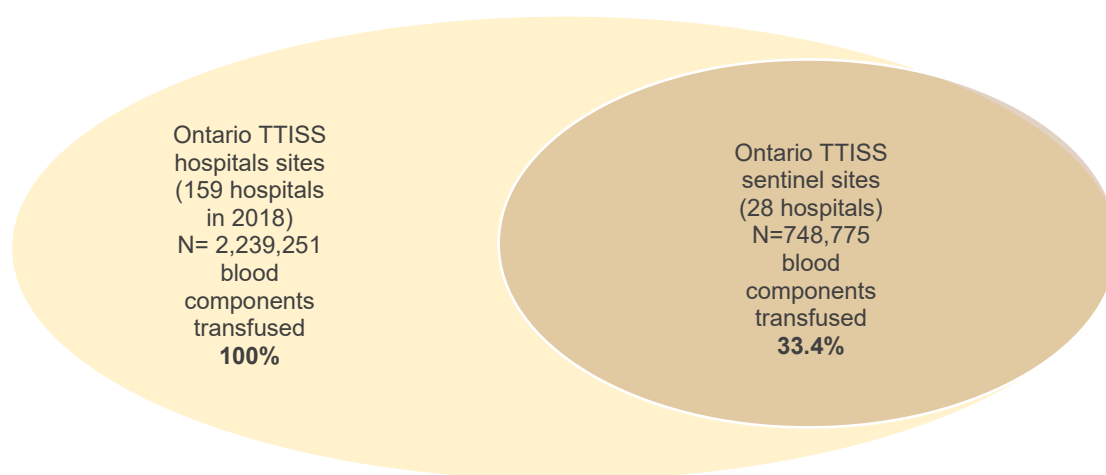 Ontario TTISS
hospitals sites
(159 hospitals
in 2018)
N= 2,239,251
blood
components
transfused
100%
Ontario TTISS
sentinel sites
(28 hospitals)
N=748,775
blood
components
transfused
33.4%